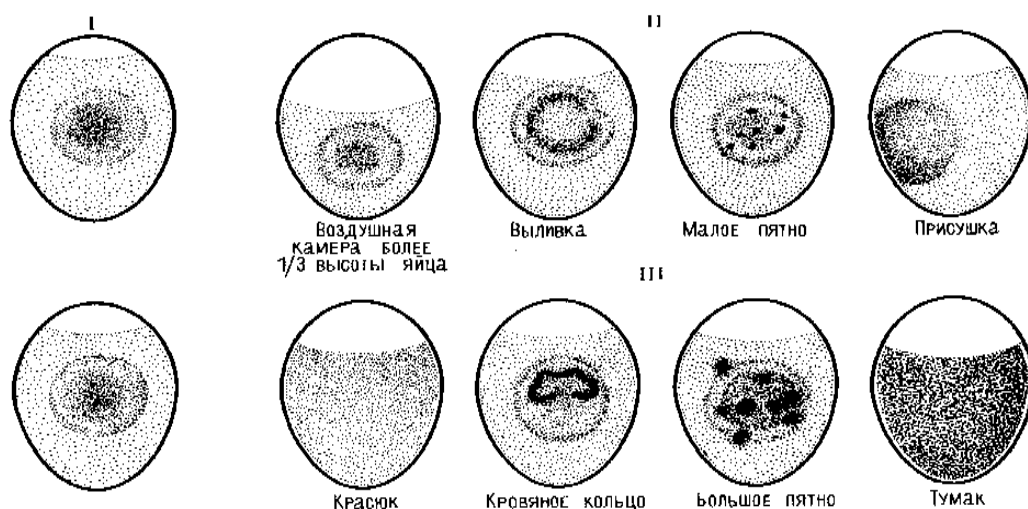 I
II
Воздушная
камера более
1/3 высоты яйца
Выливка
Малое пятно
Присушка
III
Красюк
Кровяное кольцо
Большое пятно
Тумак